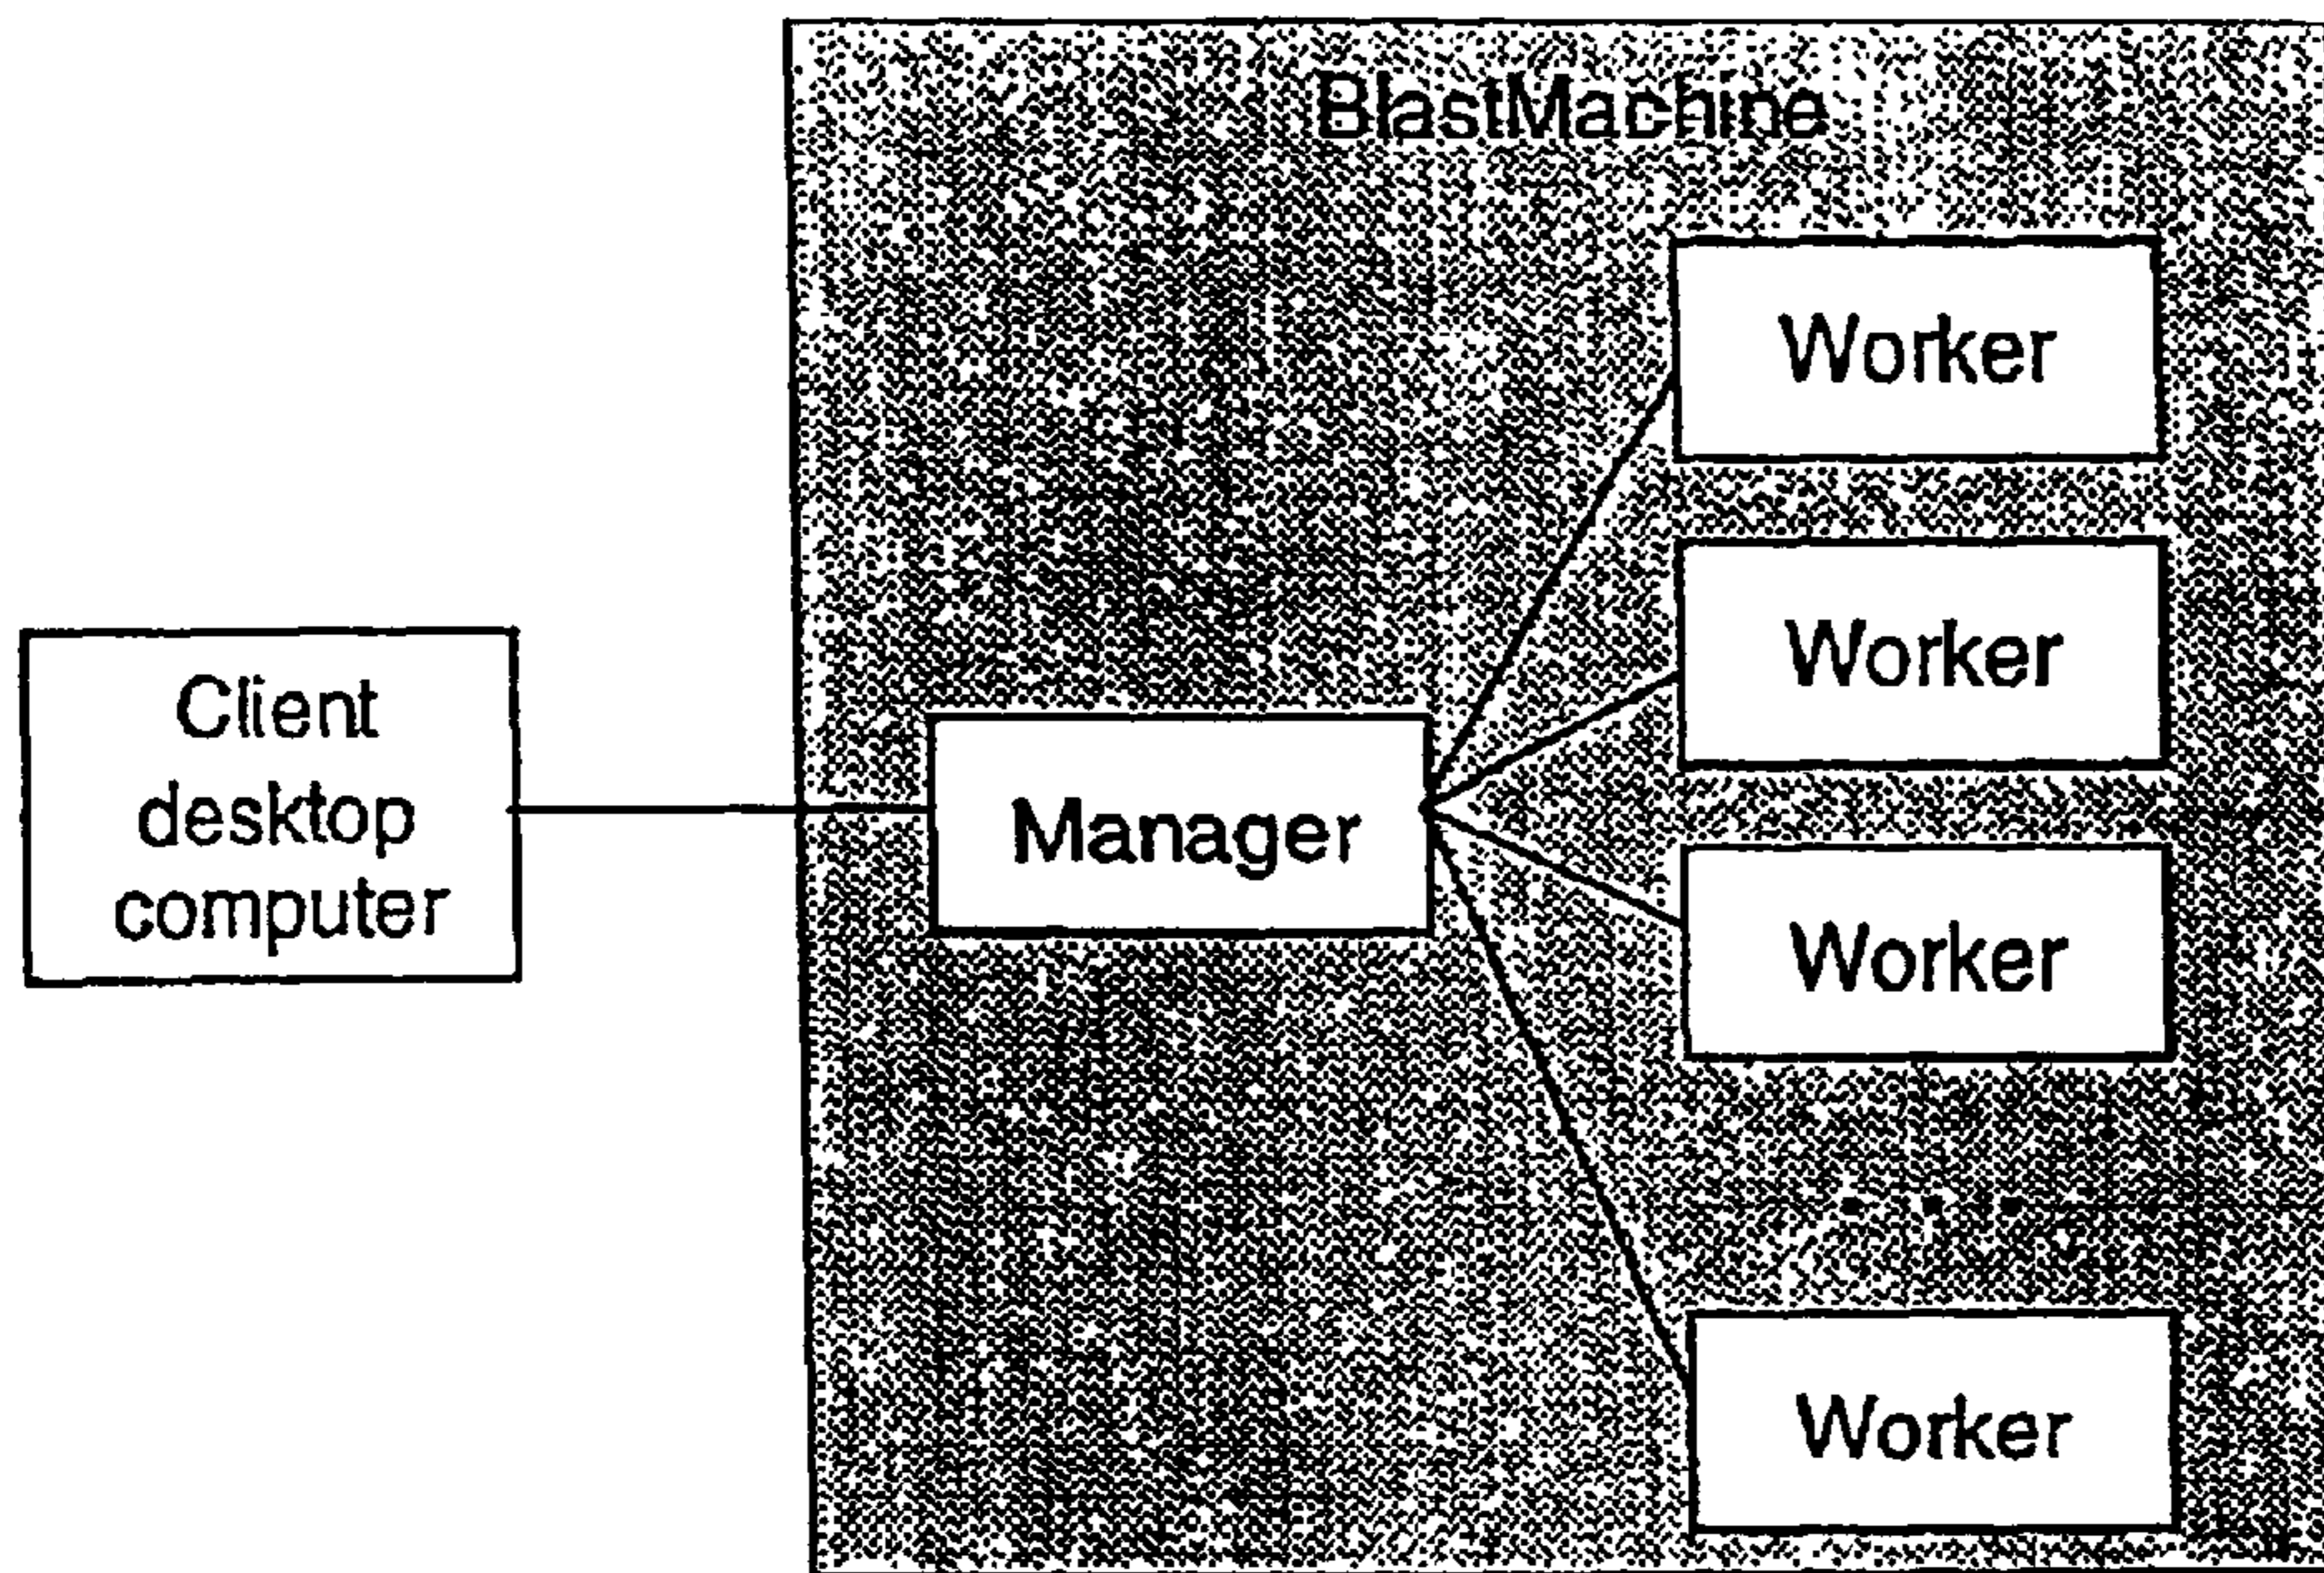 BlastMachine
Worker
Worker
Client
desktop
computer
Manager
Worker
. . .
Worker